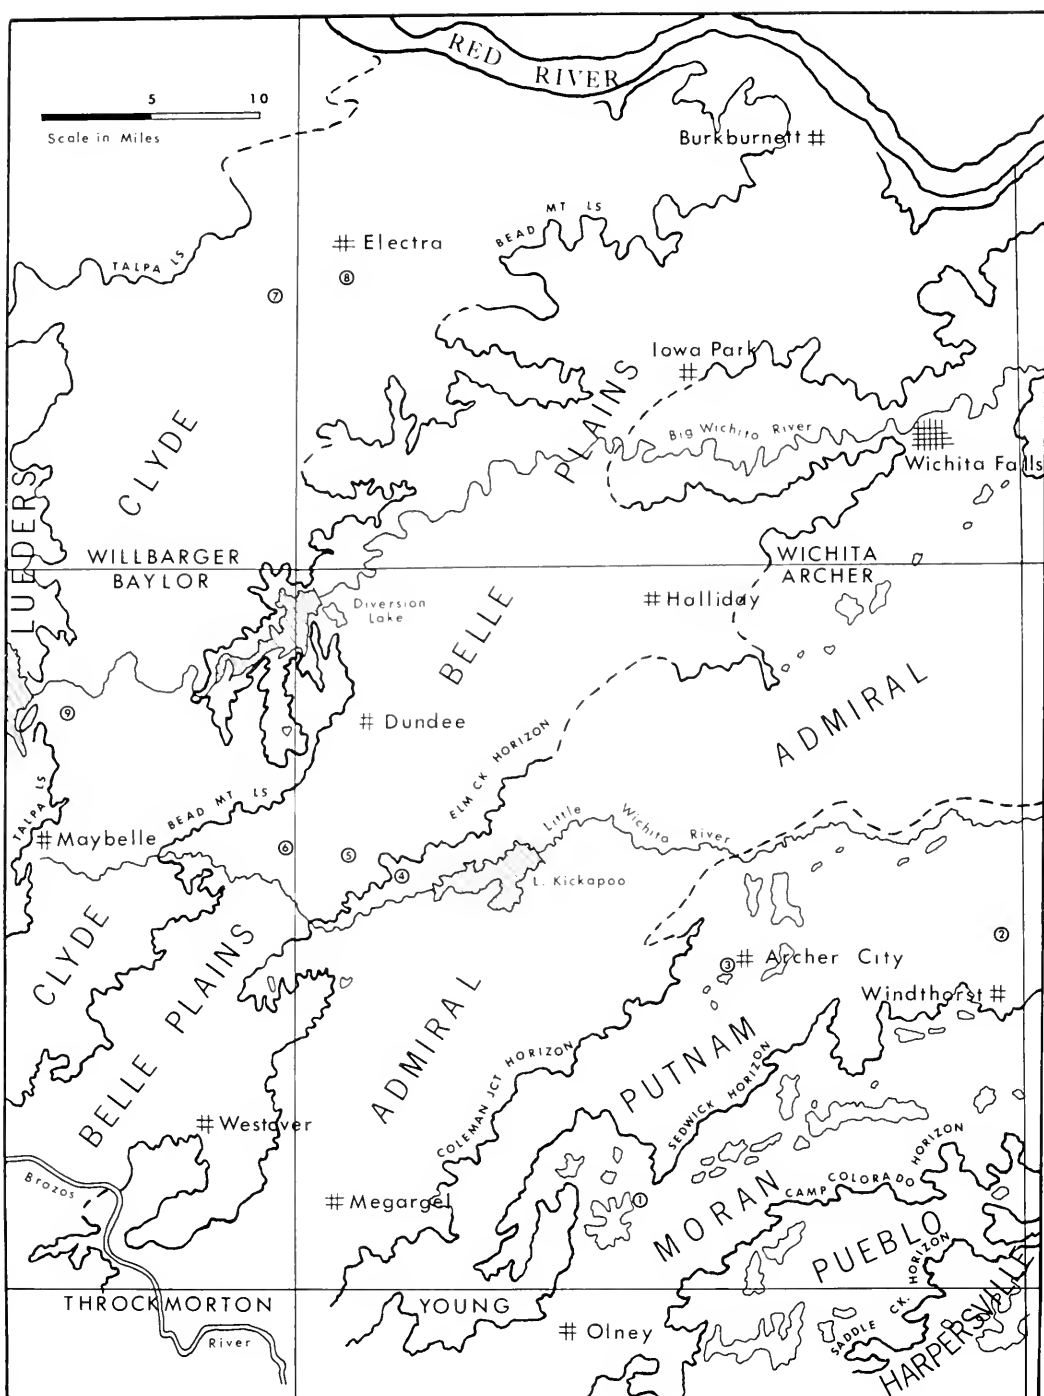 RED RIVER
5 10
Scale in Miles
Burkburnett
BEAD MT LS
Electra
TALPA LS
8
7
Iowa Park
PLAINS
Big Wichita River
CLYDE
Wichita Falls
LUEDERS
WILLBARGER
BAYLOR
WICHITA
ARCHER
Diversion
Lake
BELLE
Halliday
ADMIRAL
9
Dundee
ELM CK HORIZON
TALPA LS
BEAD MT LS
Maybelle
Little Wichita River
6
5
4
L. Kickapoo
CLYDE
BELLE PLAINS
2
3
Archer City
Windthorst
ADMIRAL
COLEMAN JCT HORIZON
PUTNAM
SEDWICK HORIZON
Westover
Brazos
River
Megargel
1
MORAN
CAMP COLORADO HORIZON
PUEBLO
SADDLE CK. HORIZON
HARPERSVILLE
THROCKMORTON
YOUNG
Olney